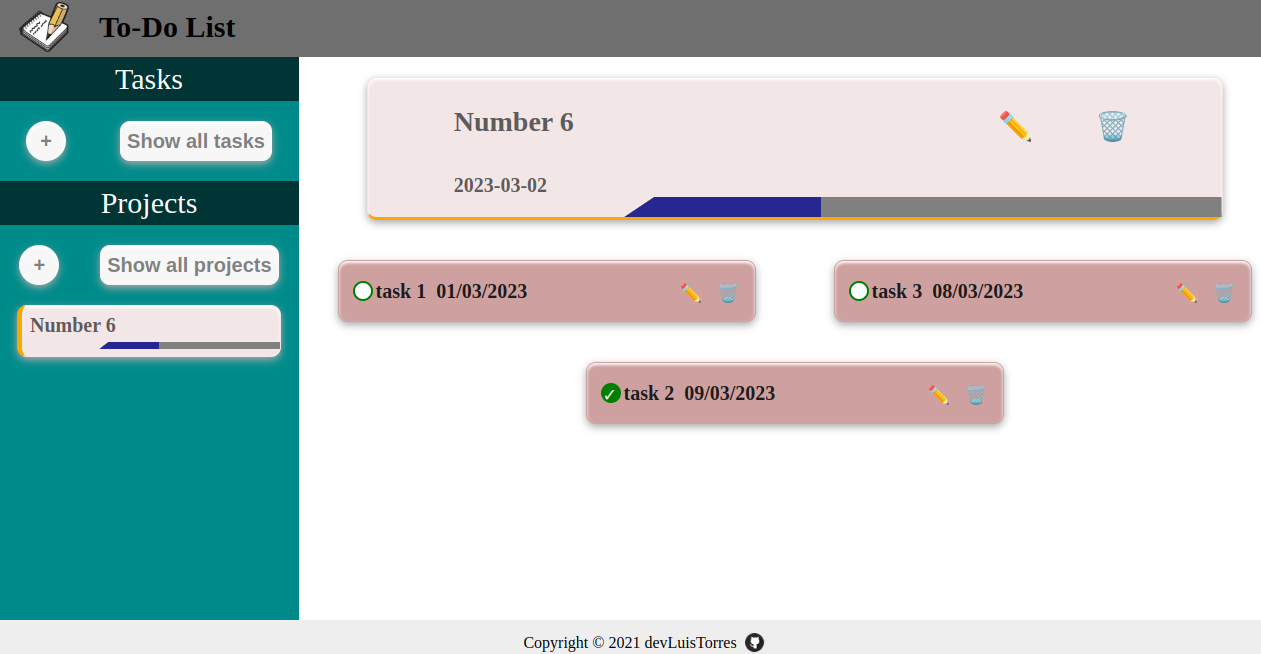 To-Do List
Tasks
+ Show all tasks
Projects
+ Show all projects
Number 6
Number 6
2023-03-02
task 1 01/03/2023
task 3 08/03/2023
task 2 09/03/2023
Copyright © 2021 devLuisTorres